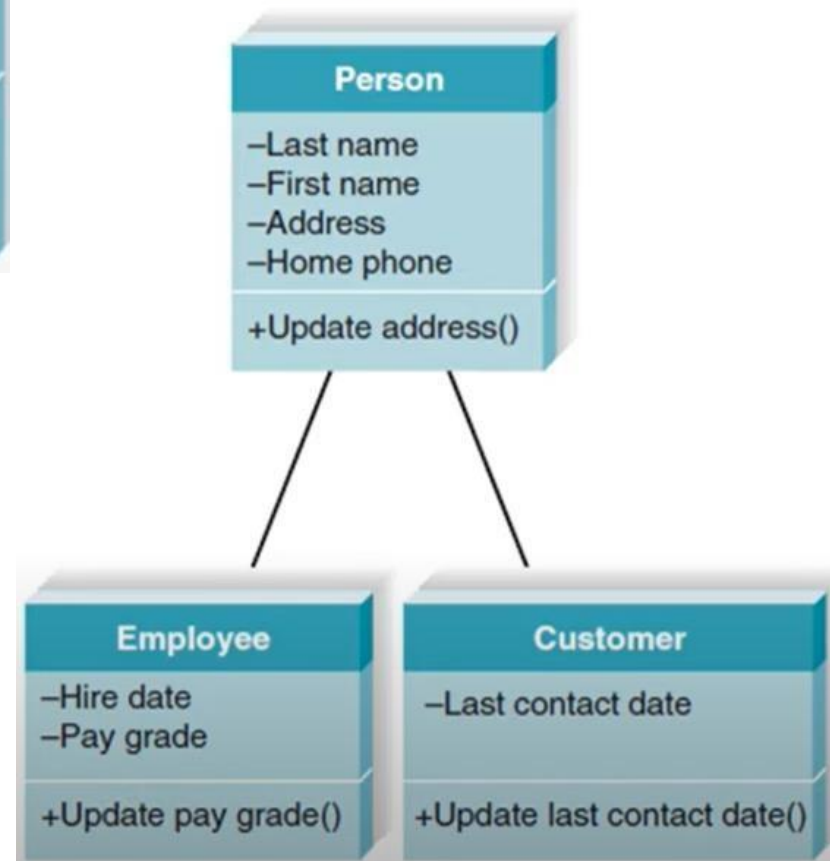 Person
–Last name
–First name
–Address
–Home phone
+Update address()
Employee
–Hire date
–Pay grade
+Update pay grade()
Customer
–Last contact date
+Update last contact date()